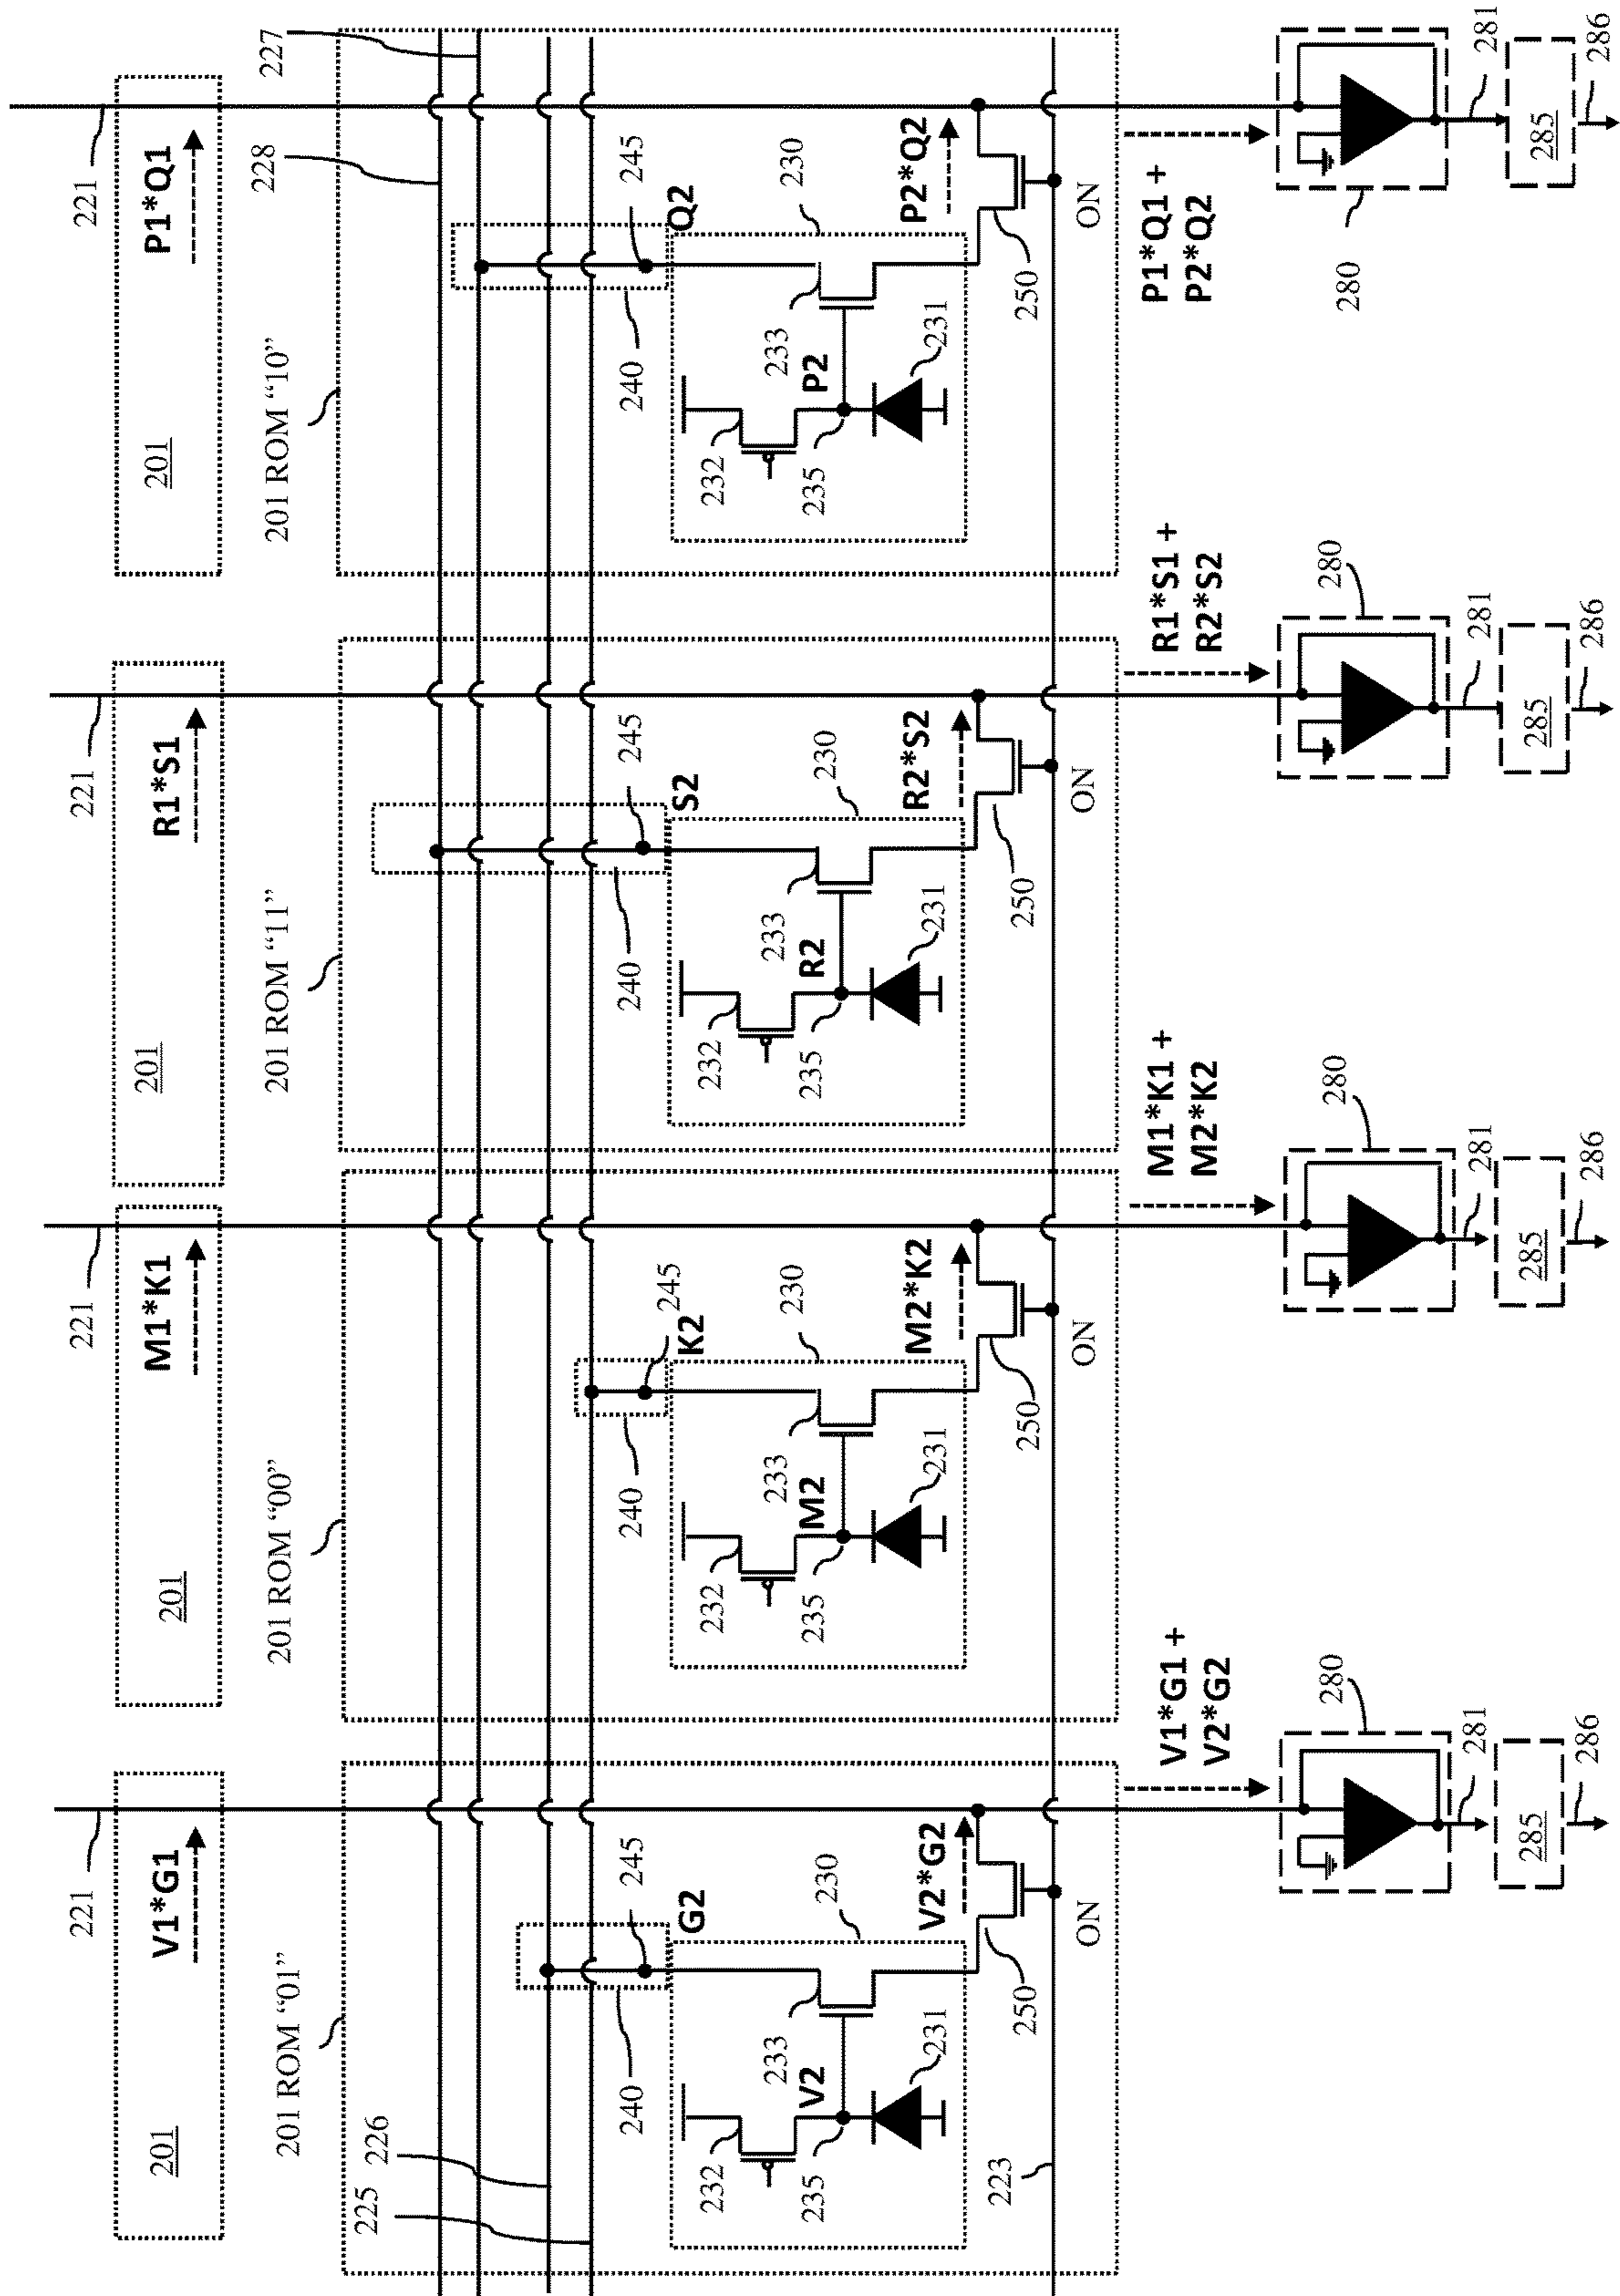 221
V1*G1
201
221
M1*K1
201
221
R1*S1
201
221
P1*Q1
201
201 ROM “01”
226
225
245
240
G2
230
232
233
V2
235
231
V2*G2
250
223
ON
V1*G1 +
V2*G2
280
281
285
286
201 ROM “00”
245
240
K2
230
232
233
M2
235
231
M2*K2
250
ON
M1*K1 +
M2*K2
280
281
285
286
201 ROM “11”
245
240
S2
230
232
233
R2
235
231
R2*S2
250
ON
R1*S1 +
R2*S2
280
281
285
286
201 ROM “10”
228
227
245
240
Q2
230
232
233
P2
235
231
P2*Q2
250
ON
P1*Q1 +
P2*Q2
280
281
285
286